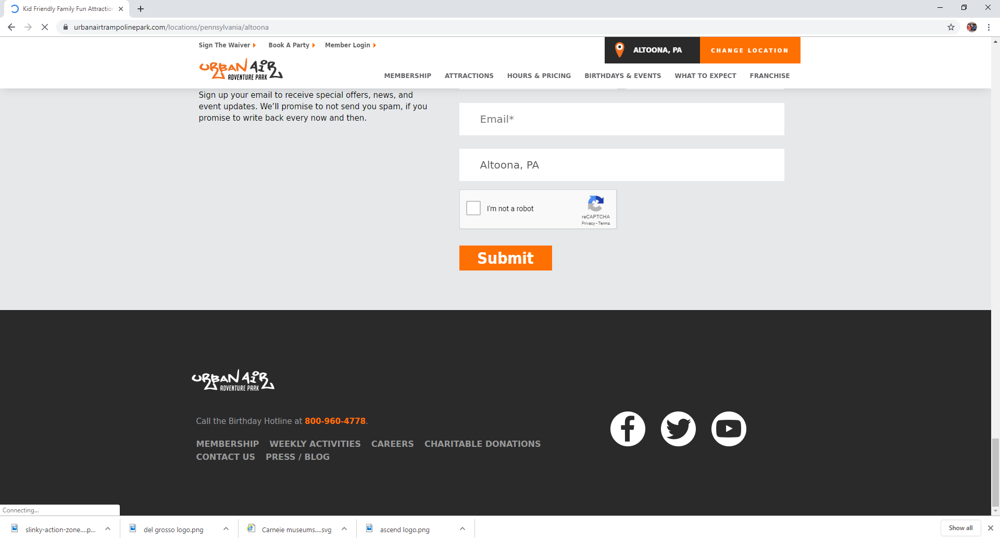 Kid Friendly Family Fun Attraction
urbanairtrampolinepark.com/locations/pennsylvania/altoona
Sign The Waiver
Book A Party
Member Login
ALTOONA, PA
CHANGE LOCATION
URBAN AIR
ADVENTURE PARK
MEMBERSHIP
ATTRACTIONS
HOURS & PRICING
BIRTHDAYS & EVENTS
WHAT TO EXPECT
FRANCHISE
Sign up your email to receive special offers, news, and
event updates. We’ll promise to not send you spam, if you
promise to write back every now and then.
Email*
Altoona, PA
I'm not a robot
reCAPTCHA
Privacy - Terms
Submit
URBAN AIR
ADVENTURE PARK
Call the Birthday Hotline at 800-960-4778.
MEMBERSHIP WEEKLY ACTIVITIES CAREERS CHARITABLE DONATIONS
CONTACT US PRESS / BLOG
Connecting...
slinky-action-zone....p...
del grosso logo.png
Carneie museums....svg
ascend logo.png
Show all